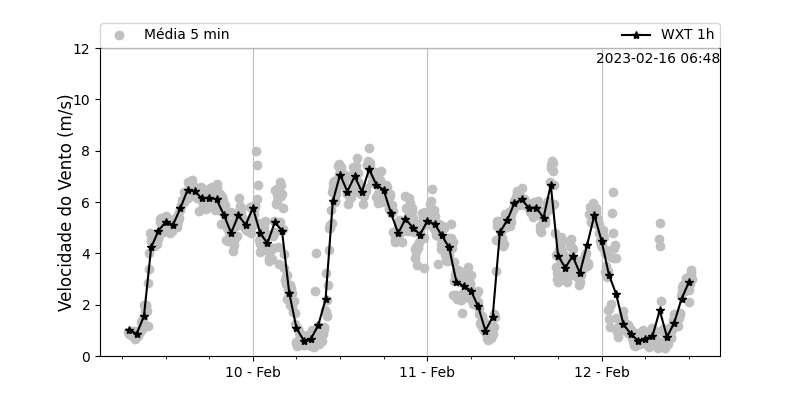 Média 5 min
WXT 1h
2023-02-16 06:48
Velocidade do Vento (m/s)
12
10
8
6
4
2
0
10 - Feb
11 - Feb
12 - Feb